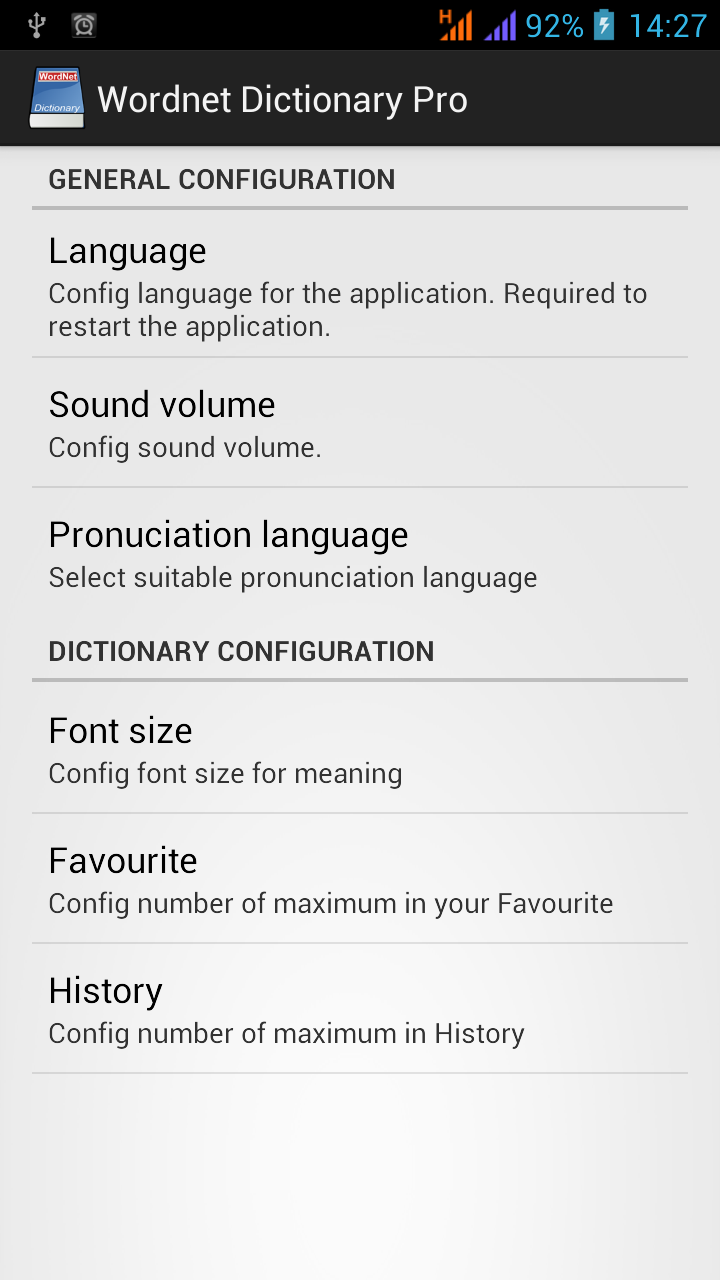 H 92% 14:27
WordNet
Dictionary
Wordnet Dictionary Pro
GENERAL CONFIGURATION
Language
Config language for the application. Required to
restart the application.
Sound volume
Config sound volume.
Pronuciation language
Select suitable pronunciation language
DICTIONARY CONFIGURATION
Font size
Config font size for meaning
Favourite
Config number of maximum in your Favourite
History
Config number of maximum in History